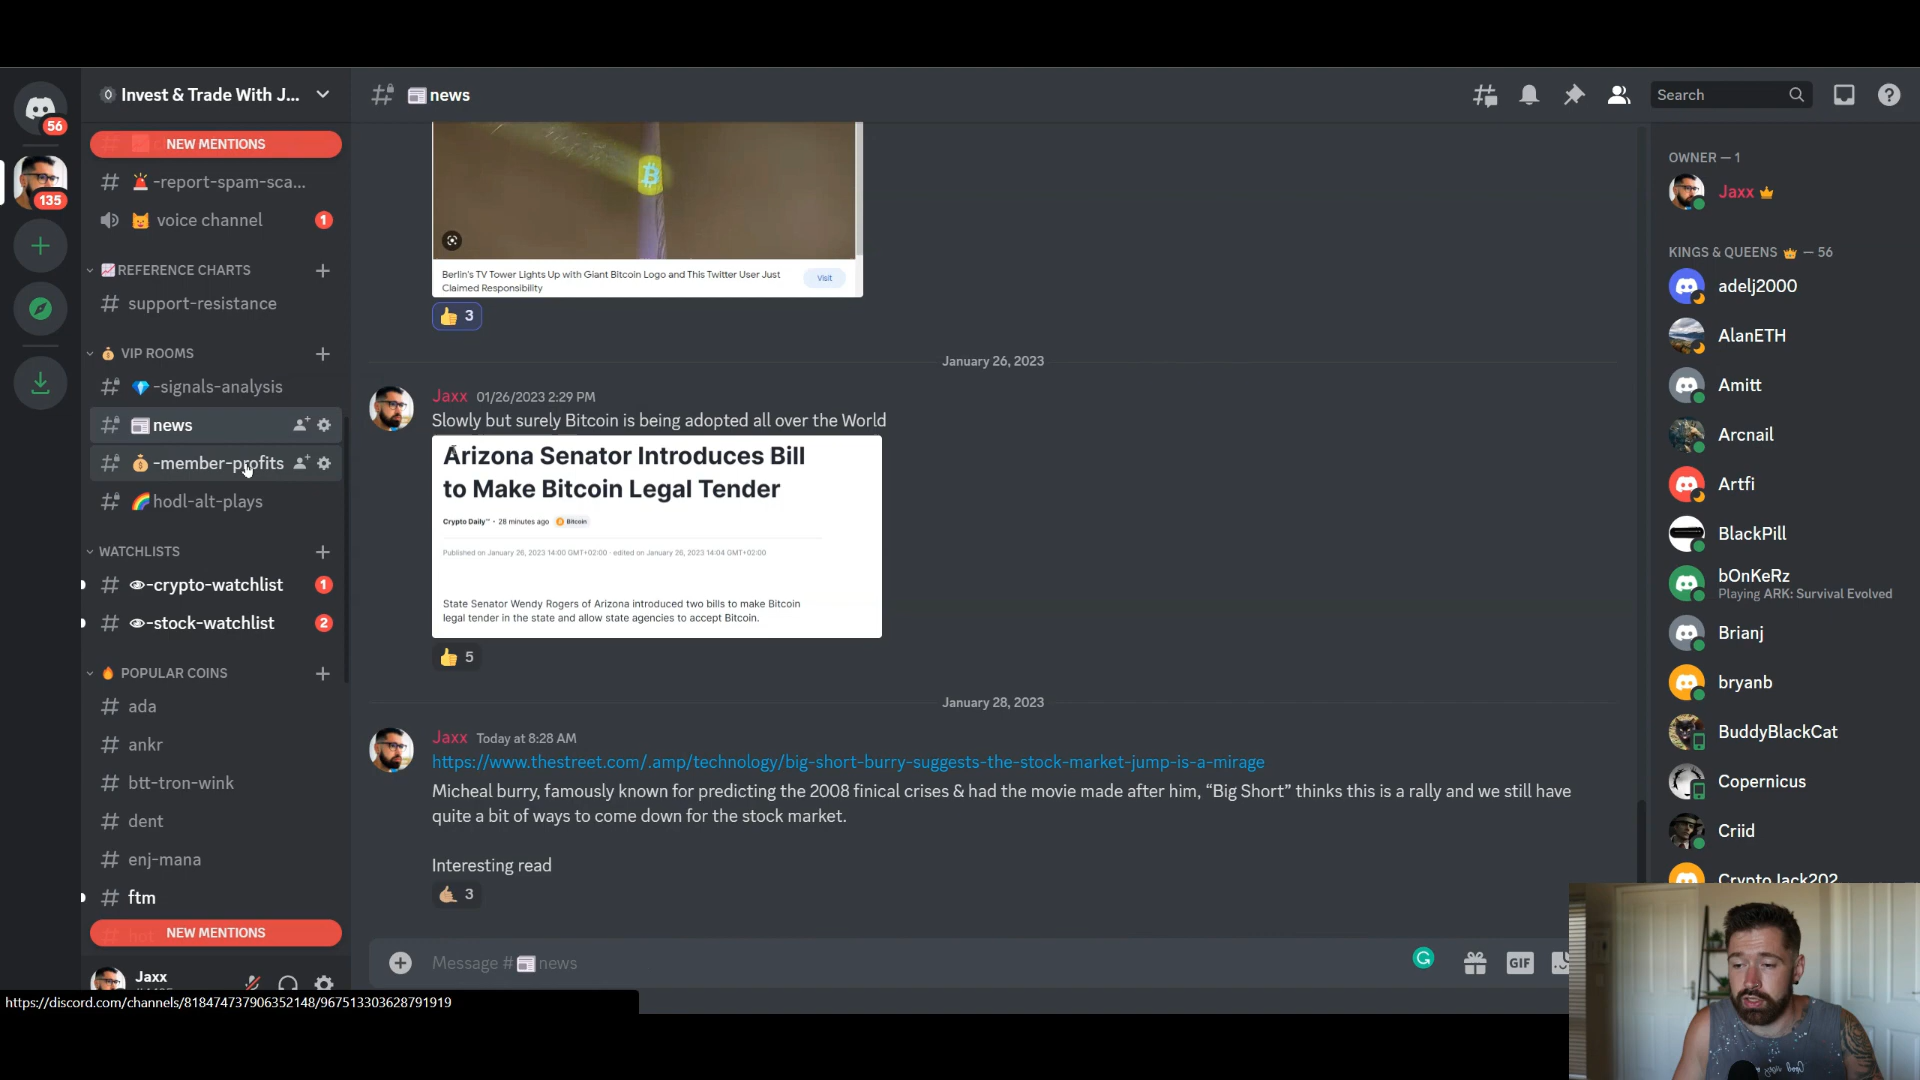 56
135
Invest & Trade With J...
NEW MENTIONS
-report-spam-sca...
voice channel
1
REFERENCE CHARTS
support-resistance
VIP ROOMS
-signals-analysis
news
-member-profits
hodl-alt-plays
WATCHLISTS
-crypto-watchlist
1
-stock-watchlist
2
POPULAR COINS
ada
ankr
btt-tron-wink
dent
enj-mana
ftm
NEW MENTIONS
Jaxx
https://discord.com/channels/818474737906352148/967513303628791919
news
Search
Berlin's TV Tower Lights Up with Giant Bitcoin Logo and This Twitter User Just
Claimed Responsibility
Visit
3
January 26, 2023
Jaxx 01/26/2023 2:29 PM
Slowly but surely Bitcoin is being adopted all over the World
Arizona Senator Introduces Bill
to Make Bitcoin Legal Tender
Crypto Daily™ • 28 minutes ago Bitcoin
Published on January 26, 2023 14:00 GMT+02:00 · edited on January 26, 2023 14:04 GMT+02:00
State Senator Wendy Rogers of Arizona introduced two bills to make Bitcoin
legal tender in the state and allow state agencies to accept Bitcoin.
5
January 28, 2023
Jaxx Today at 8:28 AM
https://www.thestreet.com/.amp/technology/big-short-burry-suggests-the-stock-market-jump-is-a-mirage
Micheal burry, famously known for predicting the 2008 finical crises & had the movie made after him, “Big Short” thinks this is a rally and we still have
quite a bit of ways to come down for the stock market.
Interesting read
3
Message # news
GIF
OWNER — 1
Jaxx
KINGS & QUEENS — 56
adelj2000
AlanETH
Amitt
Arcnail
Artfi
BlackPill
bOnKeRz
Playing ARK: Survival Evolved
Brianj
bryanb
BuddyBlackCat
Copernicus
Criid
CryptoJack202